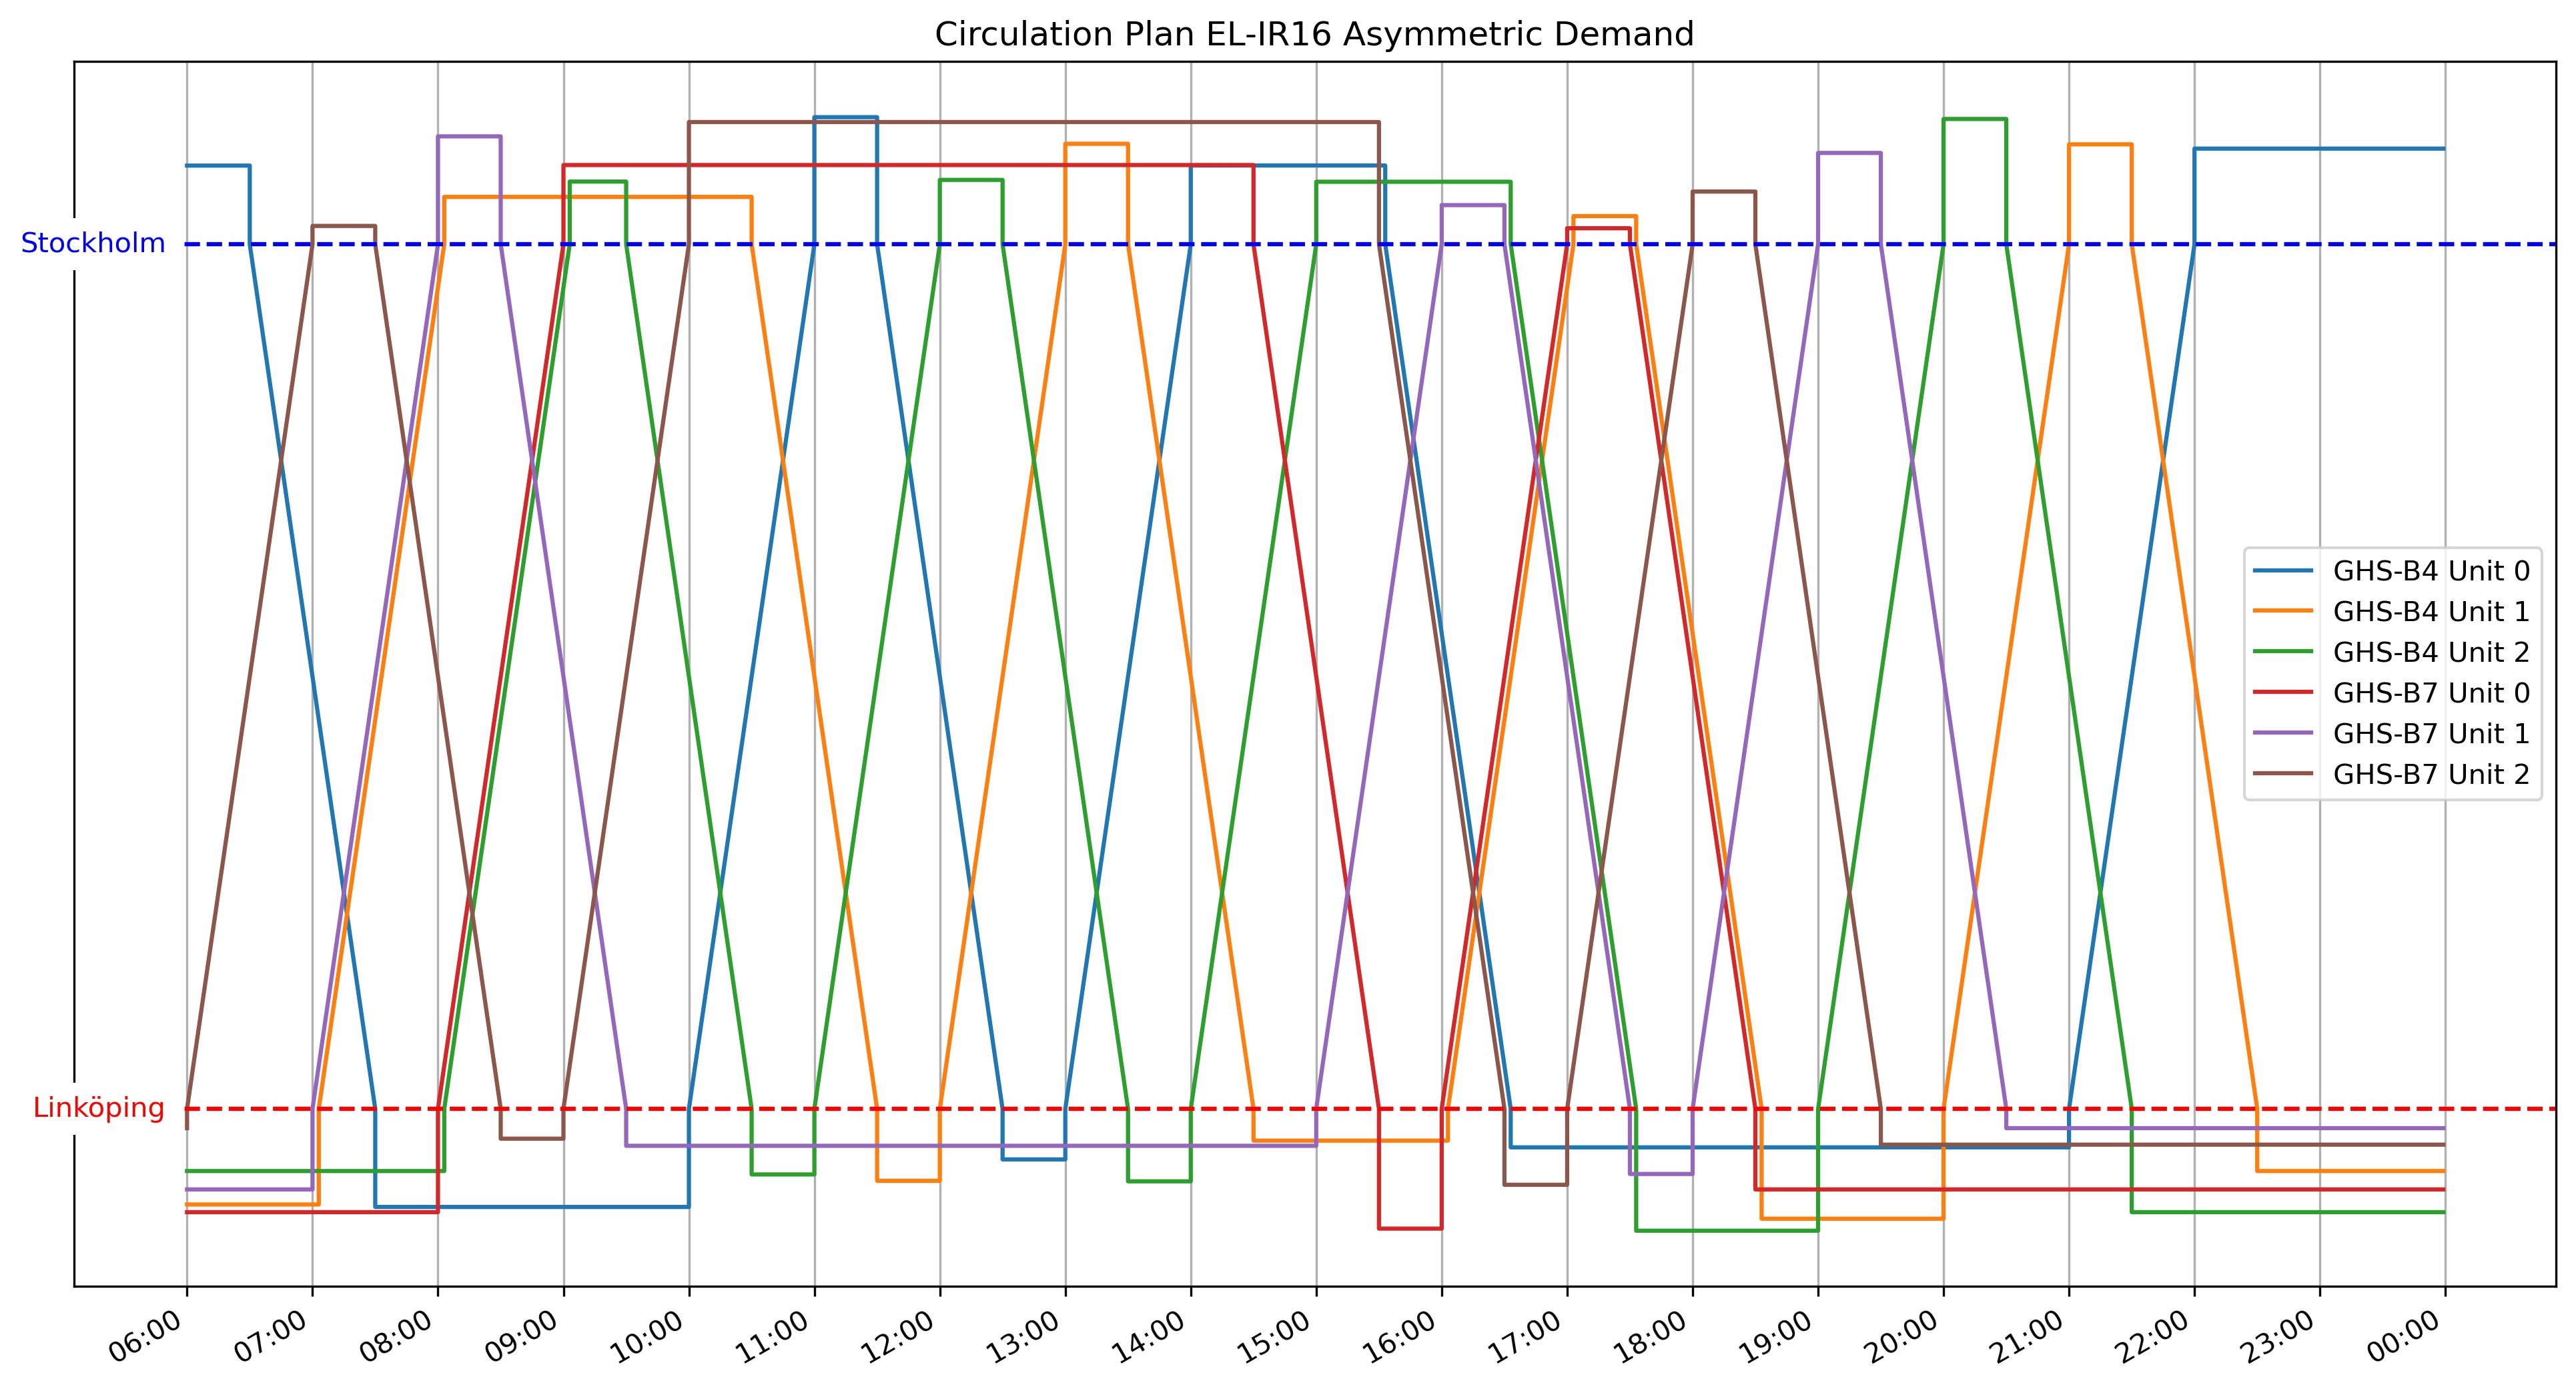 Circulation Plan EL-IR16 Asymmetric Demand
Stockholm
Linköping
GHS-B4 Unit 0
GHS-B4 Unit 1
GHS-B4 Unit 2
GHS-B7 Unit 0
GHS-B7 Unit 1
GHS-B7 Unit 2
06:00 07:00 08:00 09:00 10:00 11:00 12:00 13:00 14:00 15:00 16:00 17:00 18:00 19:00 20:00 21:00 22:00 23:00 00:00